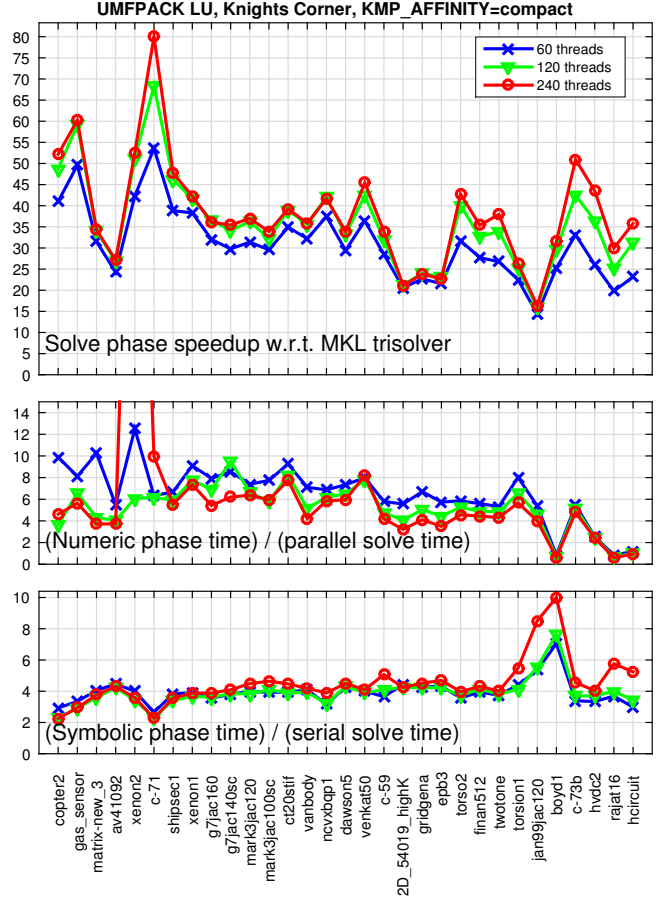 UMFPACK LU, Knights Corner, KMP_AFFINITY=compact
80
75
70
65
60
55
50
45
40
35
30
25
20
15
10
5
0
60 threads
120 threads
240 threads
Solve phase speedup w.r.t. MKL trisolver
14
12
10
8
6
4
2
0
(Numeric phase time) / (parallel solve time)
10
8
6
4
2
0
(Symbolic phase time) / (serial solve time)
copter2
gas_sensor
matrix-new_3
av41092
xenon2
c-71
shipsec1
xenon1
g7jac160
g7jac140sc
mark3jac120
mark3jac100sc
ct20stif
vanbody
ncvxbqp1
dawson5
venkat50
c-59
2D_54019_highK
gridgena
epb3
torso2
finan512
twotone
torsion1
jan99jac120
boyd1
c-73b
hvdc2
rajat16
hcircuit